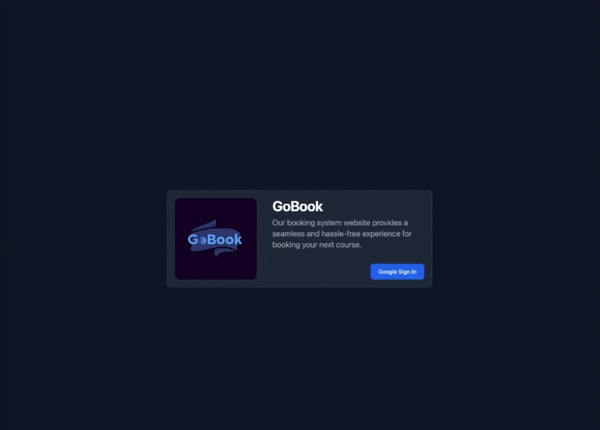 GoBook
GoBook
Our booking system website provides a
seamless and hassle-free experience for
booking your next course.
Google Sign In